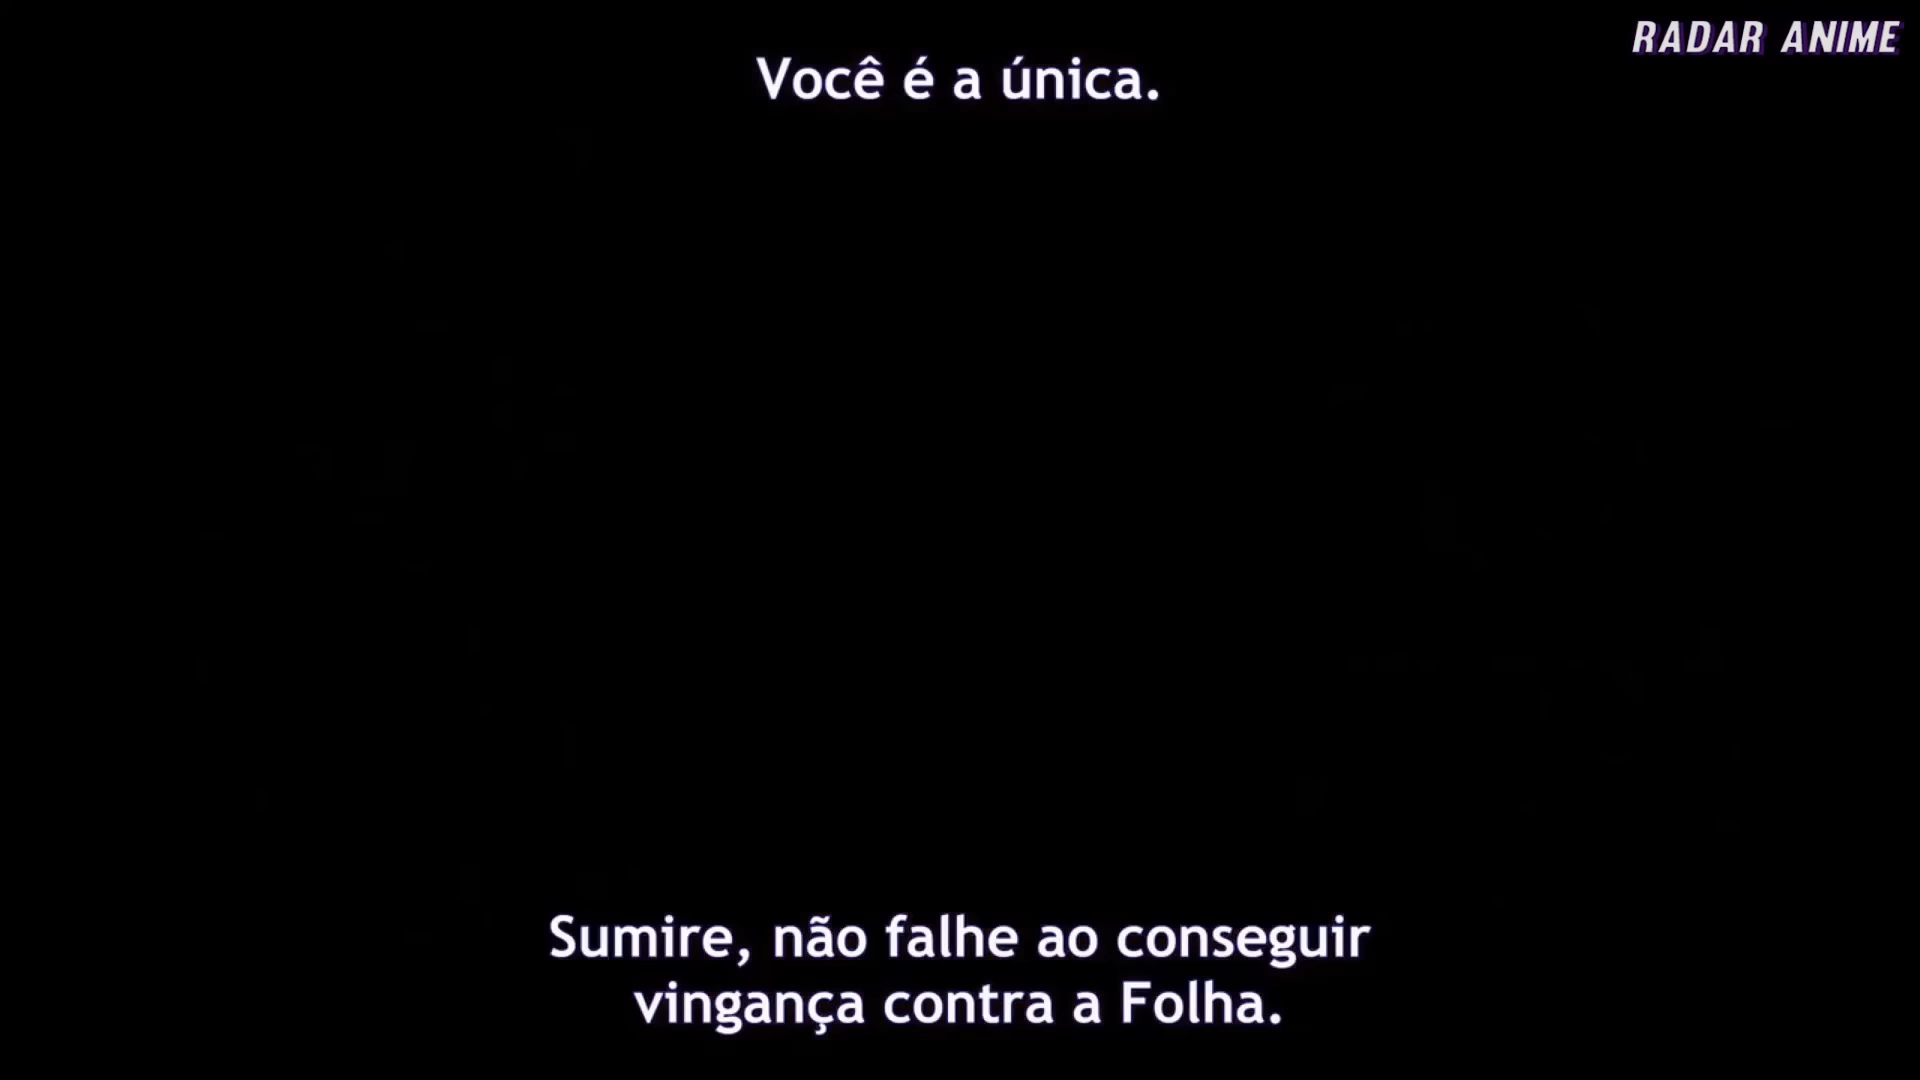 RADAR ANIME
Você é a única.
Sumire, não falhe ao conseguir
vingança contra a Folha.